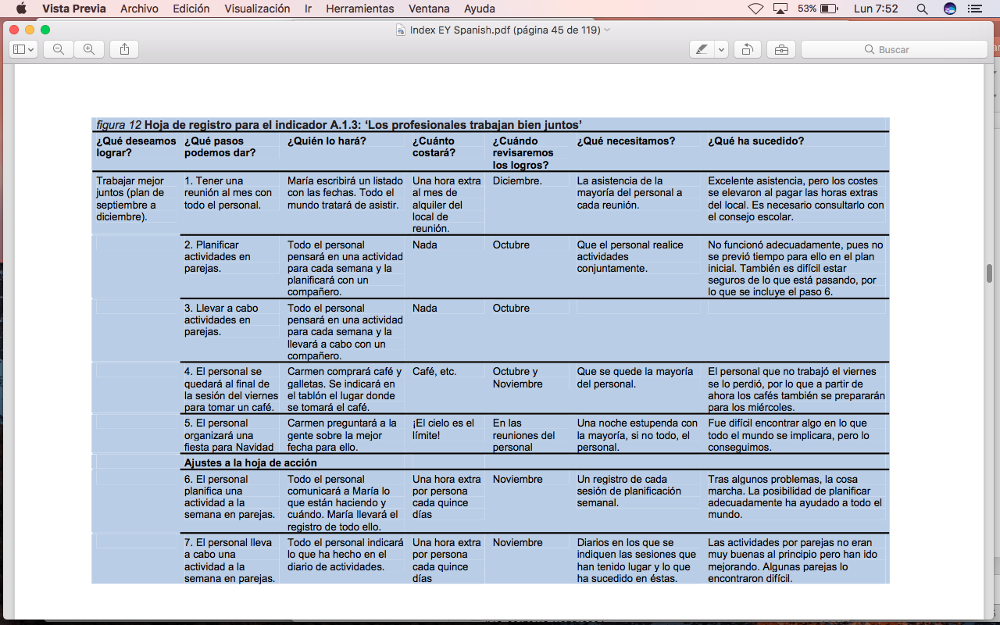 Vista Previa Archivo Edición Visualización Ir Herramientas Ventana Ayuda 53% Lun 7:52
Index EY Spanish.pdf (página 45 de 119)
Buscar
figura 12 Hoja de registro para el indicador A.1.3: ‘Los profesionales trabajan bien juntos’
¿Qué deseamos
lograr?
¿Qué pasos
podemos dar?
¿Quién lo hará?
¿Cuánto
costará?
¿Cuándo
revisaremos
los logros?
¿Qué necesitamos?
¿Qué ha sucedido?
Trabajar mejor
juntos (plan de
septiembre a
diciembre).
1. Tener una
reunión al mes con
todo el personal.
María escribirá un listado
con las fechas. Todo el
mundo tratará de asistir.
Una hora extra
al mes de
alquiler del
local de
reunión.
Diciembre.
La asistencia de la
mayoría del personal a
cada reunión.
Excelente asistencia, pero los costes
se elevaron al pagar las horas extras
del local. Es necesario consultarlo con
el consejo escolar.
2. Planificar
actividades en
parejas.
Todo el personal
pensará en una actividad
para cada semana y la
planificará con un
compañero.
Nada
Octubre
Que el personal realice
actividades
conjuntamente.
No funcionó adecuadamente, pues no
se previó tiempo para ello en el plan
inicial. También es difícil estar
seguros de lo que está pasando, por
lo que se incluye el paso 6.
3. Llevar a cabo
actividades en
parejas.
Todo el personal
pensará en una actividad
para cada semana y la
llevará a cabo con un
compañero.
Nada
Octubre
4. El personal se
quedará al final de
la sesión del viernes
para tomar un café.
Carmen comprará café y
galletas. Se indicará en
el tablón el lugar donde
se tomará el café.
Café, etc.
Octubre y
Noviembre
Que se quede la mayoría
del personal.
El personal que no trabajó el viernes
se lo perdió, por lo que a partir de
ahora los cafés también se prepararán
para los miércoles.
5. El personal
organizará una
fiesta para Navidad
Carmen preguntará a la
gente sobre la mejor
fecha para ello.
¡El cielo es el
límite!
En las
reuniones del
personal
Una noche estupenda con
la mayoría, si no todo, el
personal.
Fue difícil encontrar algo en lo que
todo el mundo se implicara, pero lo
conseguimos.
Ajustes a la hoja de acción
6. El personal
planifica una
actividad a la
semana en parejas.
Todo el personal
comunicará a María lo
que están haciendo y
cuándo. María llevará el
registro de todo ello.
Una hora extra
por persona
cada quince
días
Noviembre
Un registro de cada
sesión de planificación
semanal.
Tras algunos problemas, la cosa
marcha. La posibilidad de planificar
adecuadamente ha ayudado a todo el
mundo.
7. El personal lleva
a cabo una
actividad a la
semana en parejas.
Todo el personal indicará
lo que ha hecho en el
diario de actividades.
Una hora extra
por persona
cada quince
días
Noviembre
Diarios en los que se
indiquen las sesiones que
han tenido lugar y lo que
ha sucedido en éstas.
Las actividades por parejas no eran
muy buenas al principio pero han ido
mejorando. Algunas parejas lo
encontraron difícil.